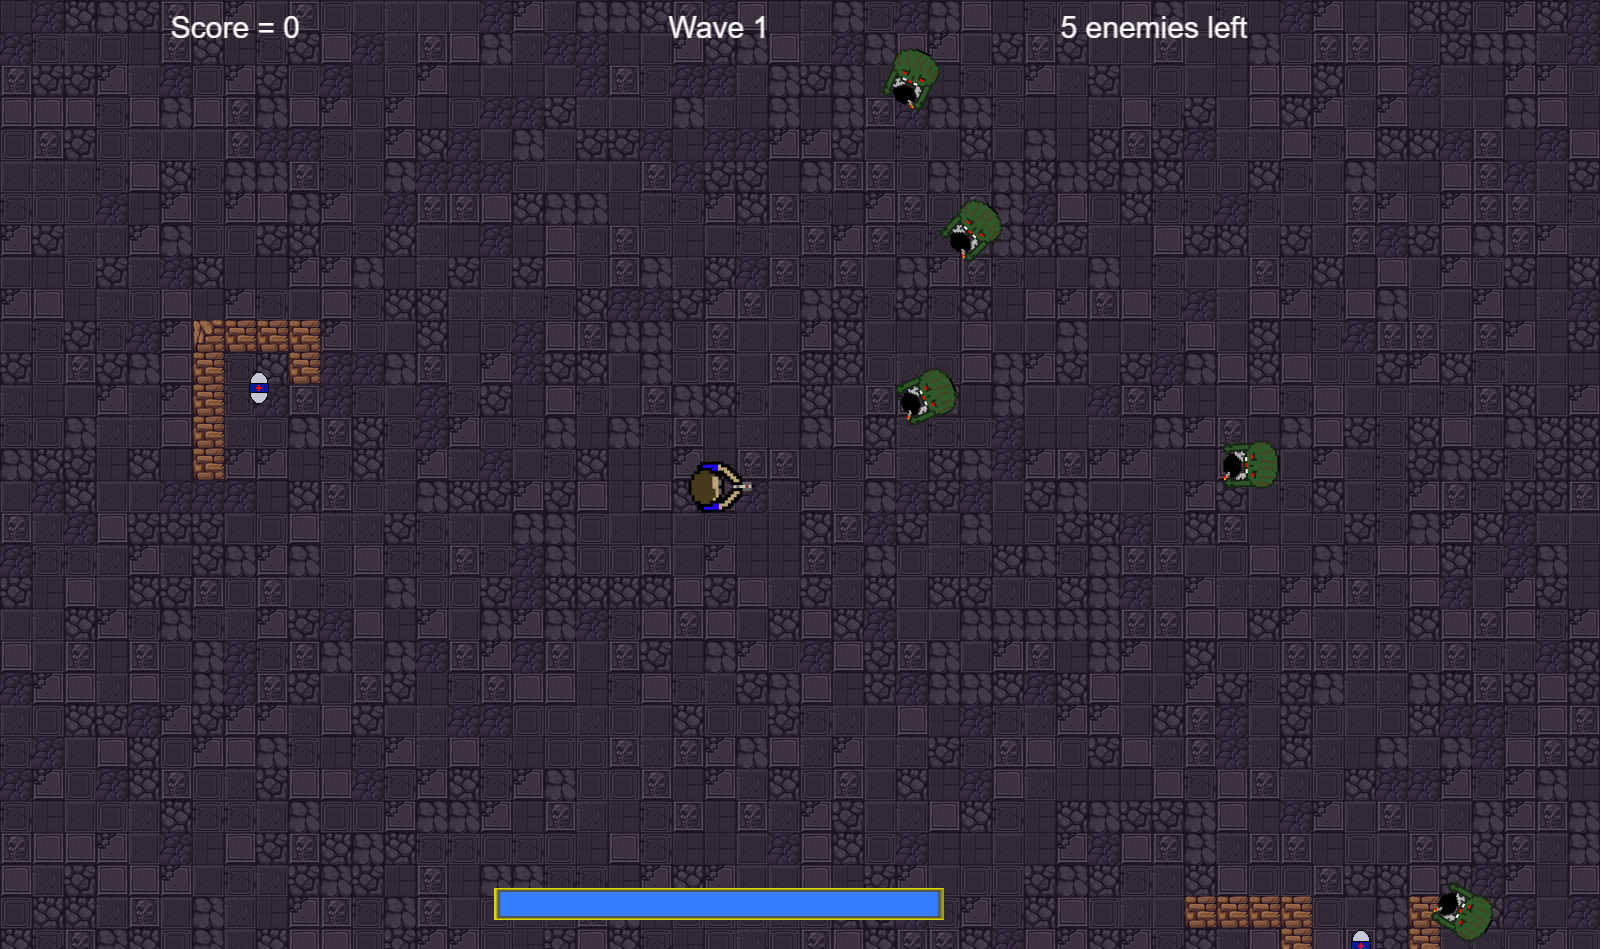 Score = 0
Wave 1
5 enemies left